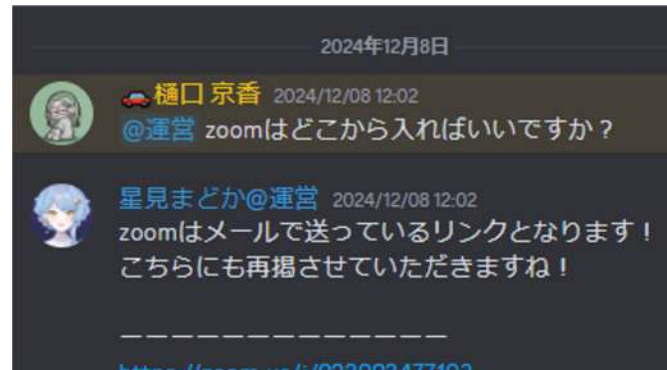 2024年12月8日
🚗樋口 京香 2024/12/08 12:02
@運営 zoomはどこから入ればいいですか？
星見まどか@運営 2024/12/08 12:02
zoomはメールで送っているリンクとなります！
こちらにも再掲させていただきますね！
ーーーーーーーーーーーーーー